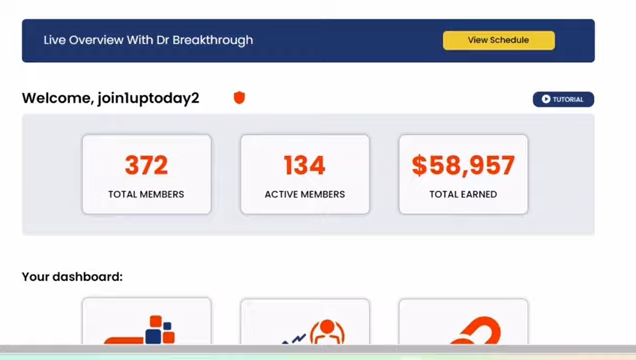 Live Overview With Dr Breakthrough
View Schedule
Welcome, join1uptoday2
TUTORIAL
372
134
$58,957
TOTAL MEMBERS
ACTIVE MEMBERS
TOTAL EARNED
Your dashboard: